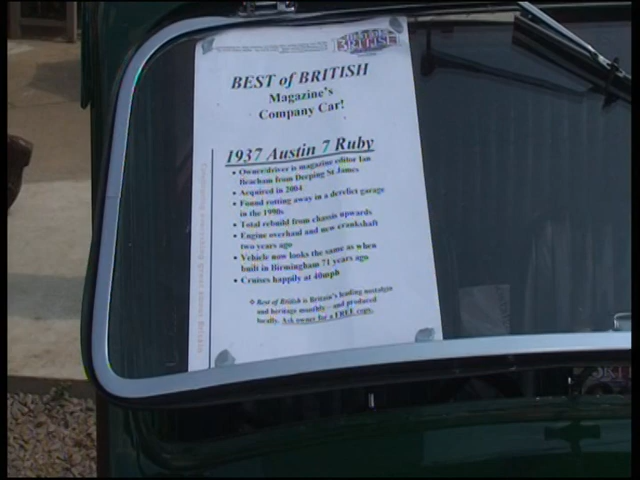 BRITISH
BEST of BRITISH
Magazine's
Company Car!
1937 Austin 7 Ruby
• Owner/driver is magazine editor Ian
Beacham from Deeping St James
• Acquired in 2004
• Found rotting away in a derelict garage
in the 1990s
• Total rebuild from chassis upwards
• Engine overhaul and new crankshaft
two years ago
• Vehicle now looks the same as when
built in Birmingham 71 years ago
• Cruises happily at 40mph
❖ Best of British is Britain's leading nostalgia
and heritage monthly - and produced
locally. Ask owner for a FREE copy.